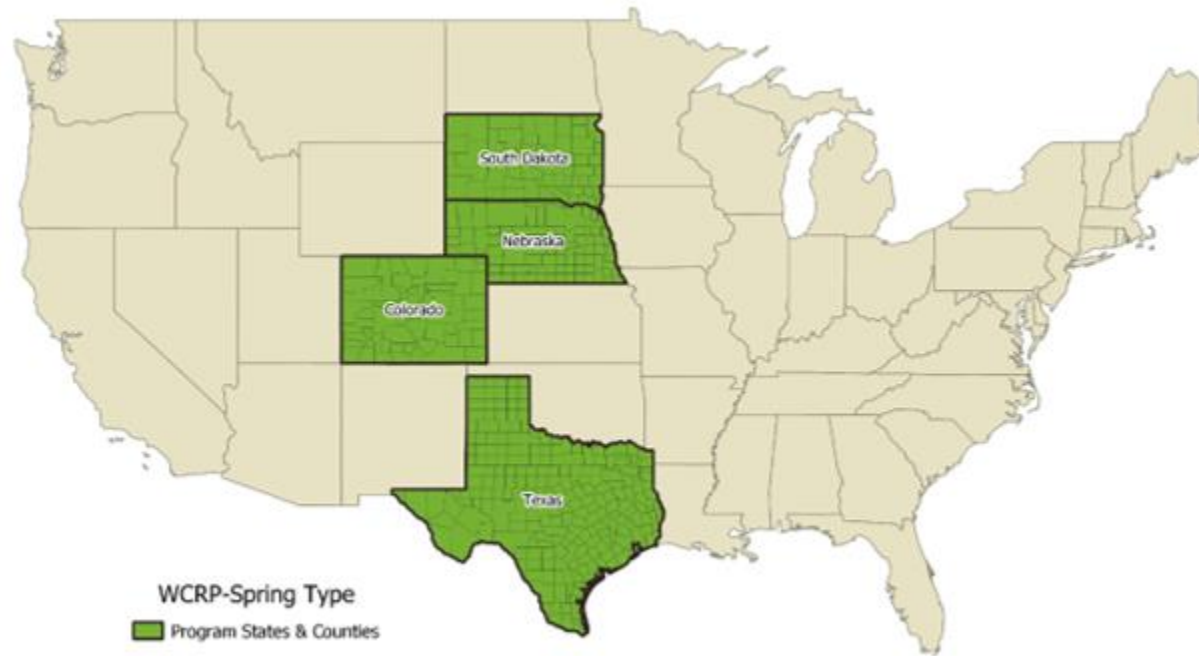 South Dakota
Nebraska
Colorado
Texas
WCRP-Spring Type
Program States & Counties